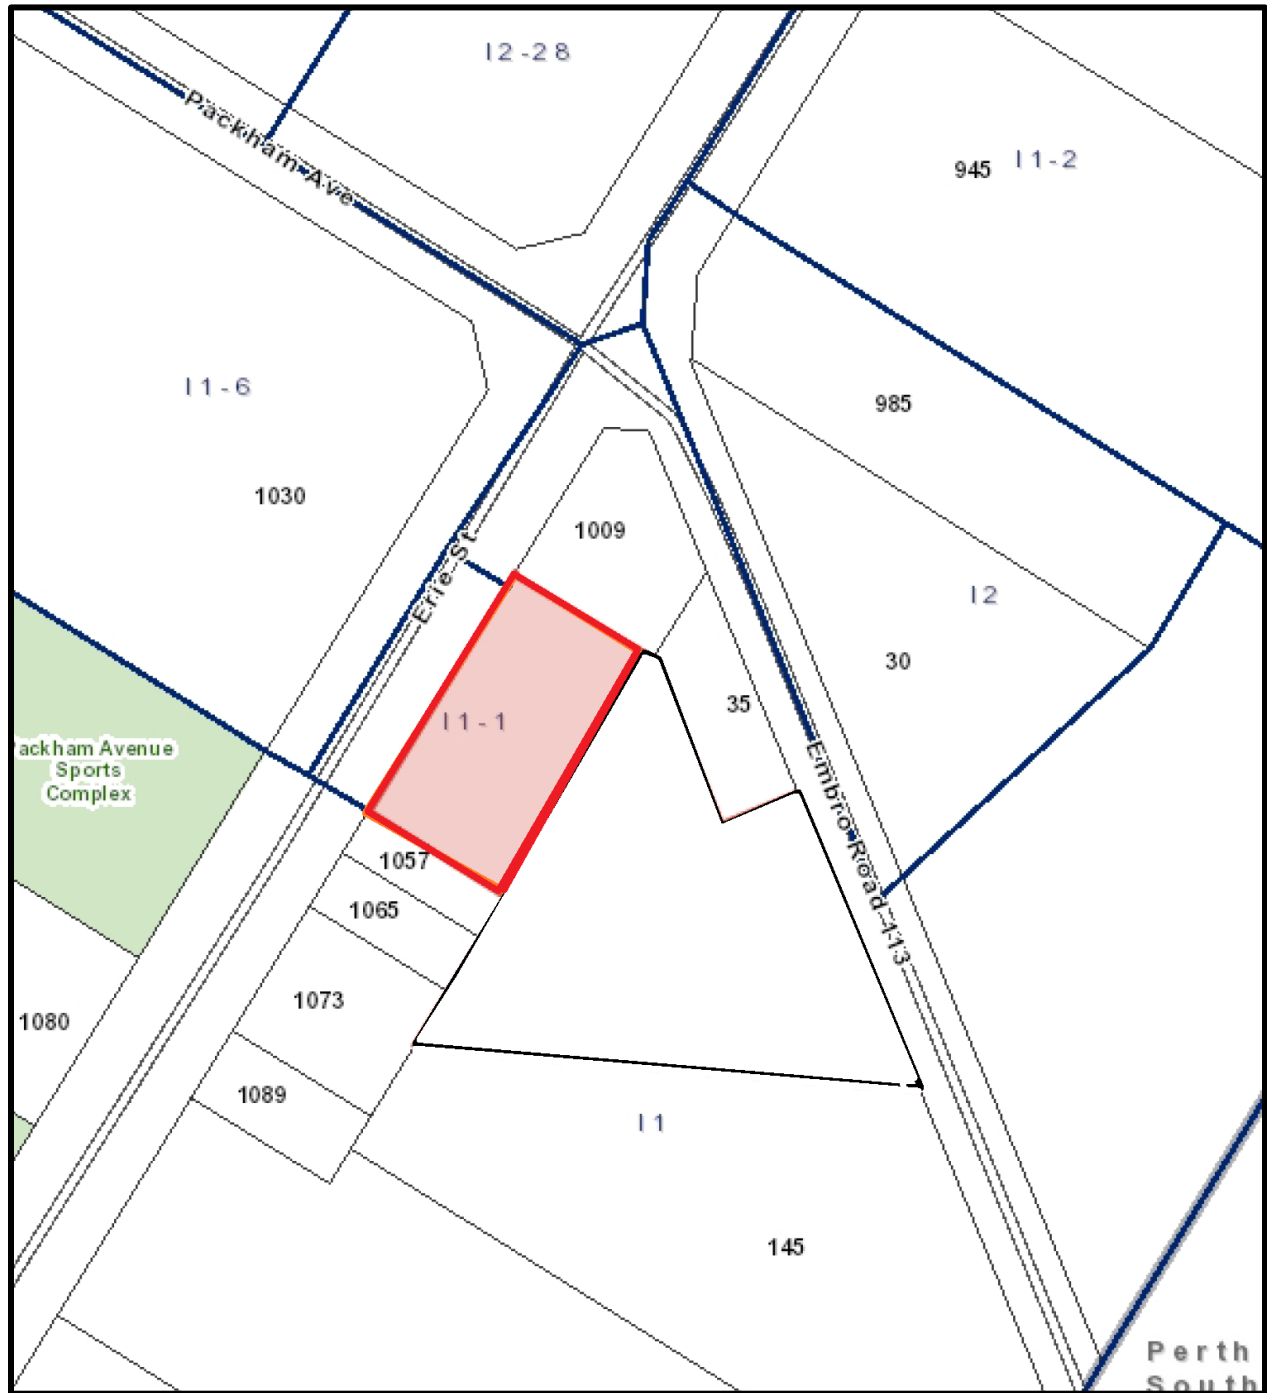 I2-28
Packham Ave
945
I1-2
I1-6
985
1030
1009
Erie St
I2
30
35
I1-1
ackham Avenue
Sports
Complex
Embro Road-113
1057
1065
1073
1080
1089
I1
145
Perth
South